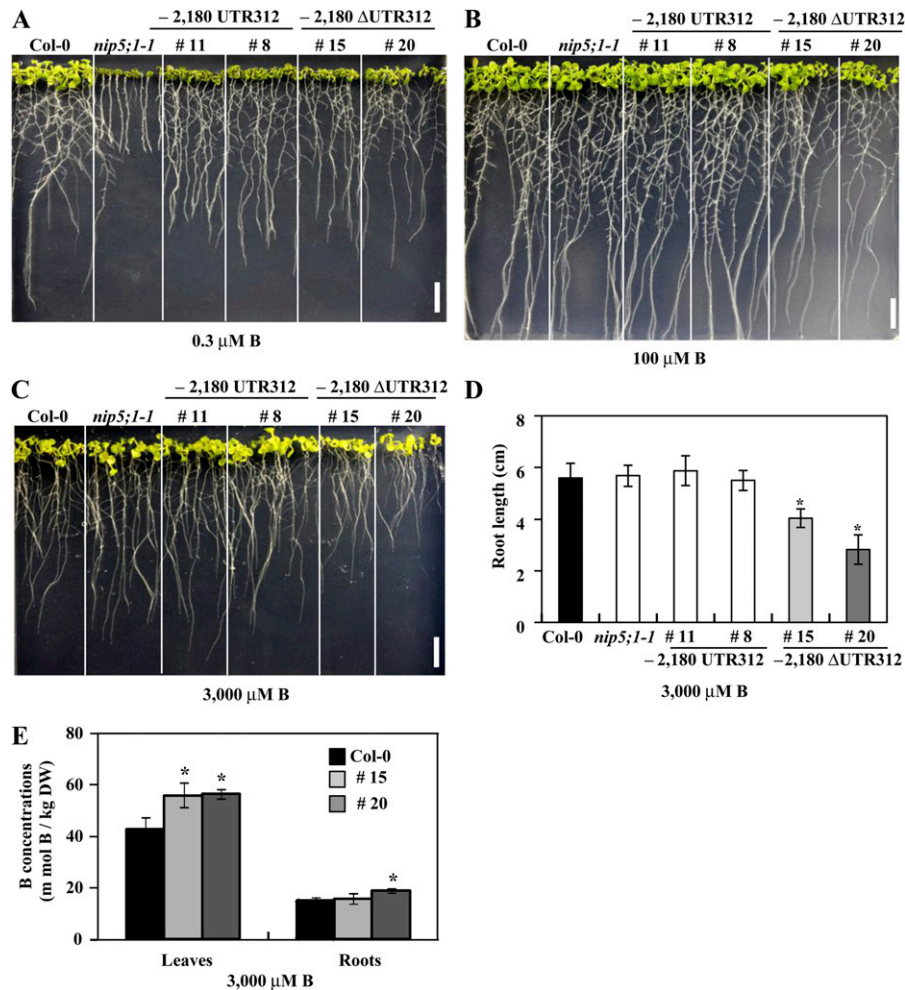 A
– 2,180 UTR312 – 2,180 ΔUTR312
Col-0 nip5;1-1 # 11 # 8 # 15 # 20
0.3 μM B
B
– 2,180 UTR312 – 2,180 ΔUTR312
Col-0 nip5;1-1 # 11 # 8 # 15 # 20
100 μM B
C
– 2,180 UTR312 – 2,180 ΔUTR312
Col-0 nip5;1-1 # 11 # 8 # 15 # 20
3,000 μM B
D
Root length (cm)
8
6
4
2
0
* *
Col-0 nip5;1-1 # 11 # 8 # 15 # 20
– 2,180 UTR312 –2,180 ΔUTR312
3,000 μM B
E
B concentrations
(m mol B / kg DW)
80
60
40
20
0
* * *
Col-0
# 15
# 20
Leaves Roots
3,000 μM B